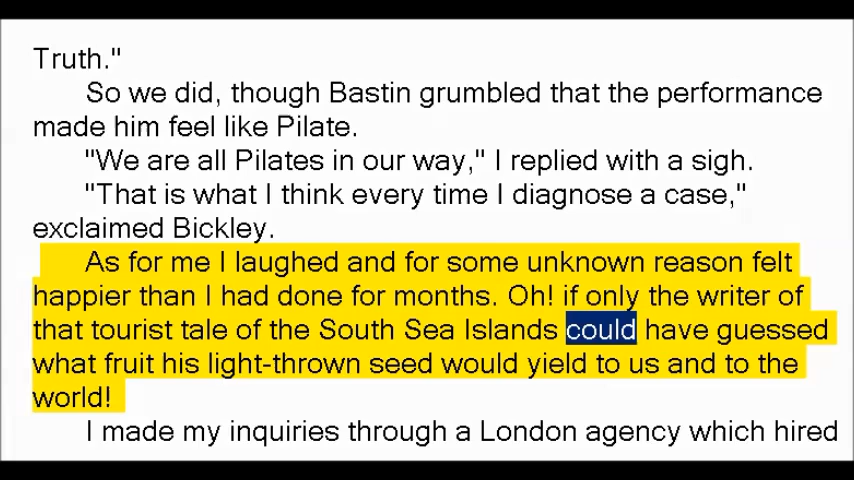 Truth."
So we did, though Bastin grumbled that the performance
made him feel like Pilate.
"We are all Pilates in our way," I replied with a sigh.
"That is what I think every time I diagnose a case,"
exclaimed Bickley.
As for me I laughed and for some unknown reason felt
happier than I had done for months. Oh! if only the writer of
that tourist tale of the South Sea Islands could have guessed
what fruit his light-thrown seed would yield to us and to the
world!
I made my inquiries through a London agency which hired